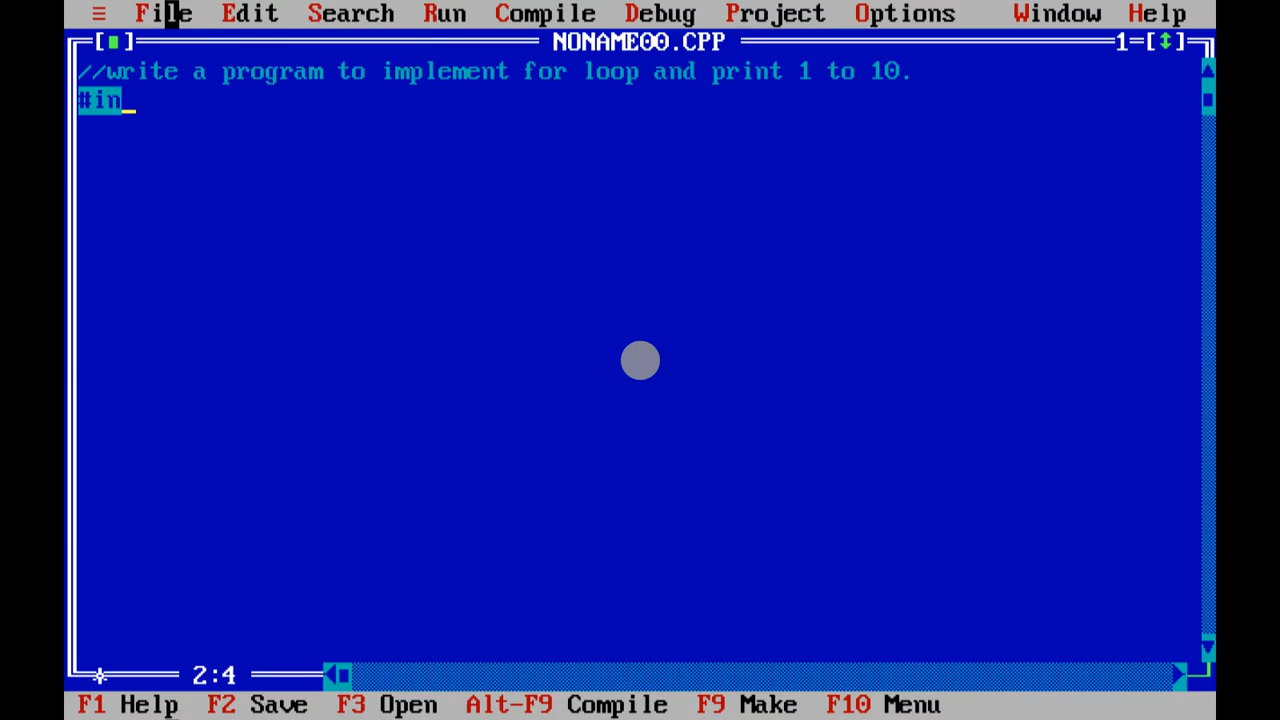 ≡ File Edit Search Run Compile Debug Project Options Window Help
[■] NONAME00.CPP 1=[↕]
//write a program to implement for loop and print 1 to 10.
#in_
2:4
F1 Help F2 Save F3 Open Alt-F9 Compile F9 Make F10 Menu